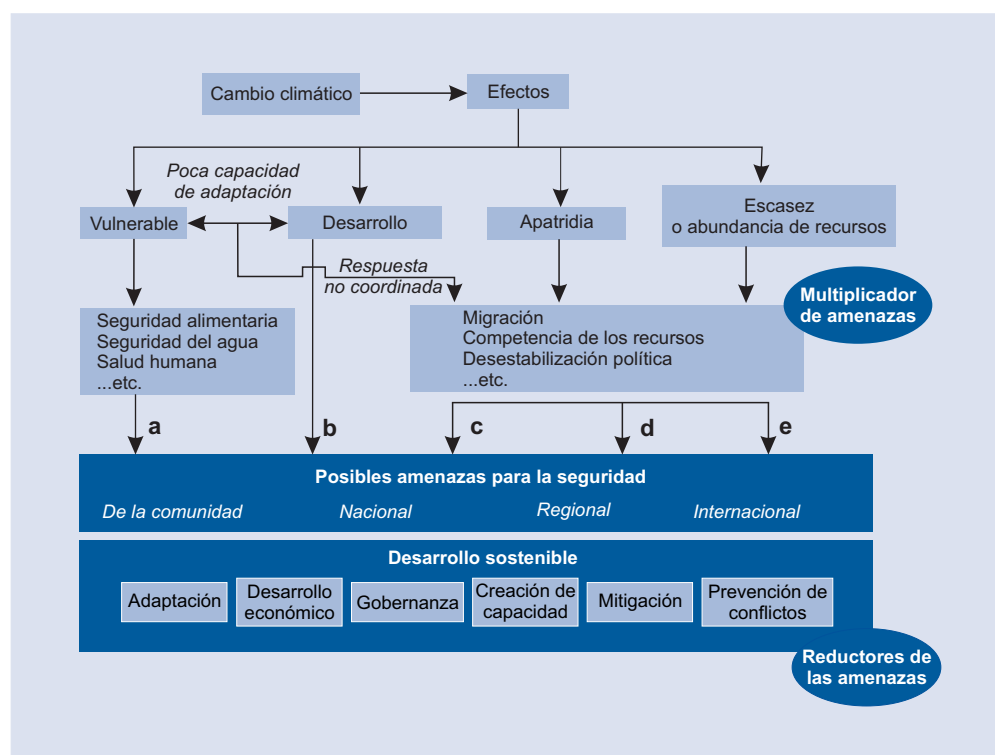 Cambio climático
Efectos
Poca capacidad
de adaptación
Vulnerable
Desarrollo
Apatridia
Escasez
o abundancia de recursos
Respuesta
no coordinada
Multiplicador
de amenazas
Seguridad alimentaria
Seguridad del agua
Salud humana
...etc.
Migración
Competencia de los recursos
Desestabilización política
...etc.
a
b
c
d
e
Posibles amenazas para la seguridad
De la comunidad
Nacional
Regional
Internacional
Desarrollo sostenible
Adaptación
Desarrollo
económico
Gobernanza
Creación de
capacidad
Mitigación
Prevención de
conflictos
Reductores de
las amenazas